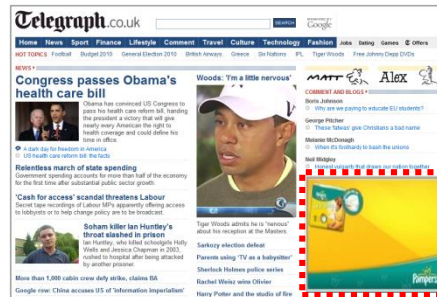 Telegraph.co.uk
SEARCH
Google
Home News Sport Finance Lifestyle Comment Travel Culture Technology Fashion Jobs Dating Games Offers
HOT TOPICS Football Budget 2010 General Election 2010 British Airways Greece Six Nations IPL Tiger Woods Free Johnny Depp DVDs
NEWS
Congress passes Obama's
health care bill
Obama has convinced US Congress to
pass his health care reform bill, handing
the president a victory that will give
nearly every American the right to
health coverage and could define his
time in office.
A dark day for freedom in America
US health care reform bill: the facts
Relentless march of state spending
Government spending accounts for more than half of the economy
for the first time after substantial public sector growth.
'Cash for access' scandal threatens Labour
Secret tape recordings of Labour MPs apparently offering access
to lobbyists or to help change policy are to be broadcast.
Soham killer Ian Huntley's
throat slashed in prison
Ian Huntley, who killed schoolgirls Holly
Wells and Jessica Chapman in 2003,
rushed to hospital after being attacked
by another prisoner.
More than 1,000 cabin crew defy strike, claims BA
Google row: China accuses US of 'information imperialism'
Woods: 'I'm a little nervous'
Tiger Woods admits he is 'nervous'
about his reception at the Masters.
Sarkozy election defeat
Parents using 'TV as a babysitter'
Sherlock Holmes police series
Rachel Weisz wins Olivier
Harry Potter and the studio of fire
MATT Alex
COMMENT AND BLOGS
Boris Johnson
Why are we paying to educate EU students?
George Pitcher
These 'fatwas' give Christians a bad name
Melanie McDonagh
When it's husbandly to bash the unions
Neil Midgley
Honest vulgarity that draws our nation together
Pampers